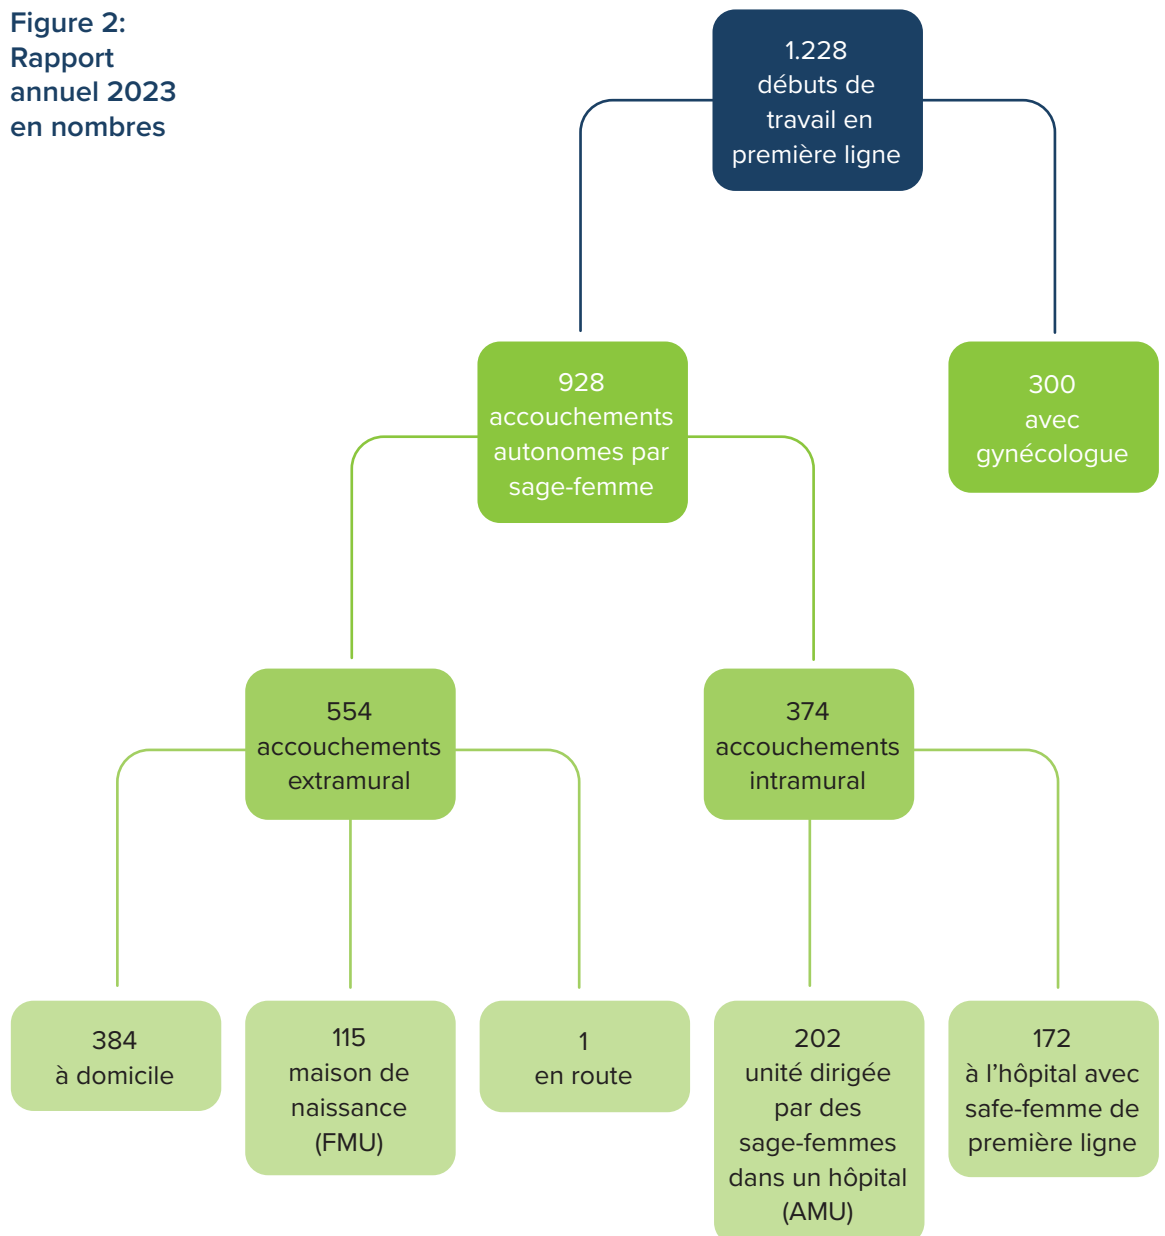 Figure 2:
Rapport
annuel 2023
en nombres
1.228
débuts de
travail en
première ligne
928
accouchements
autonomes par
sage-femme
300
avec
gynécologue
554
accouchements
extramural
374
accouchements
intramural
384
à domicile
115
maison de
naissance
(FMU)
1
en route
202
unité dirigée
par des
sage-femmes
dans un hôpital
(AMU)
172
à l’hôpital avec
safe-femme de
première ligne